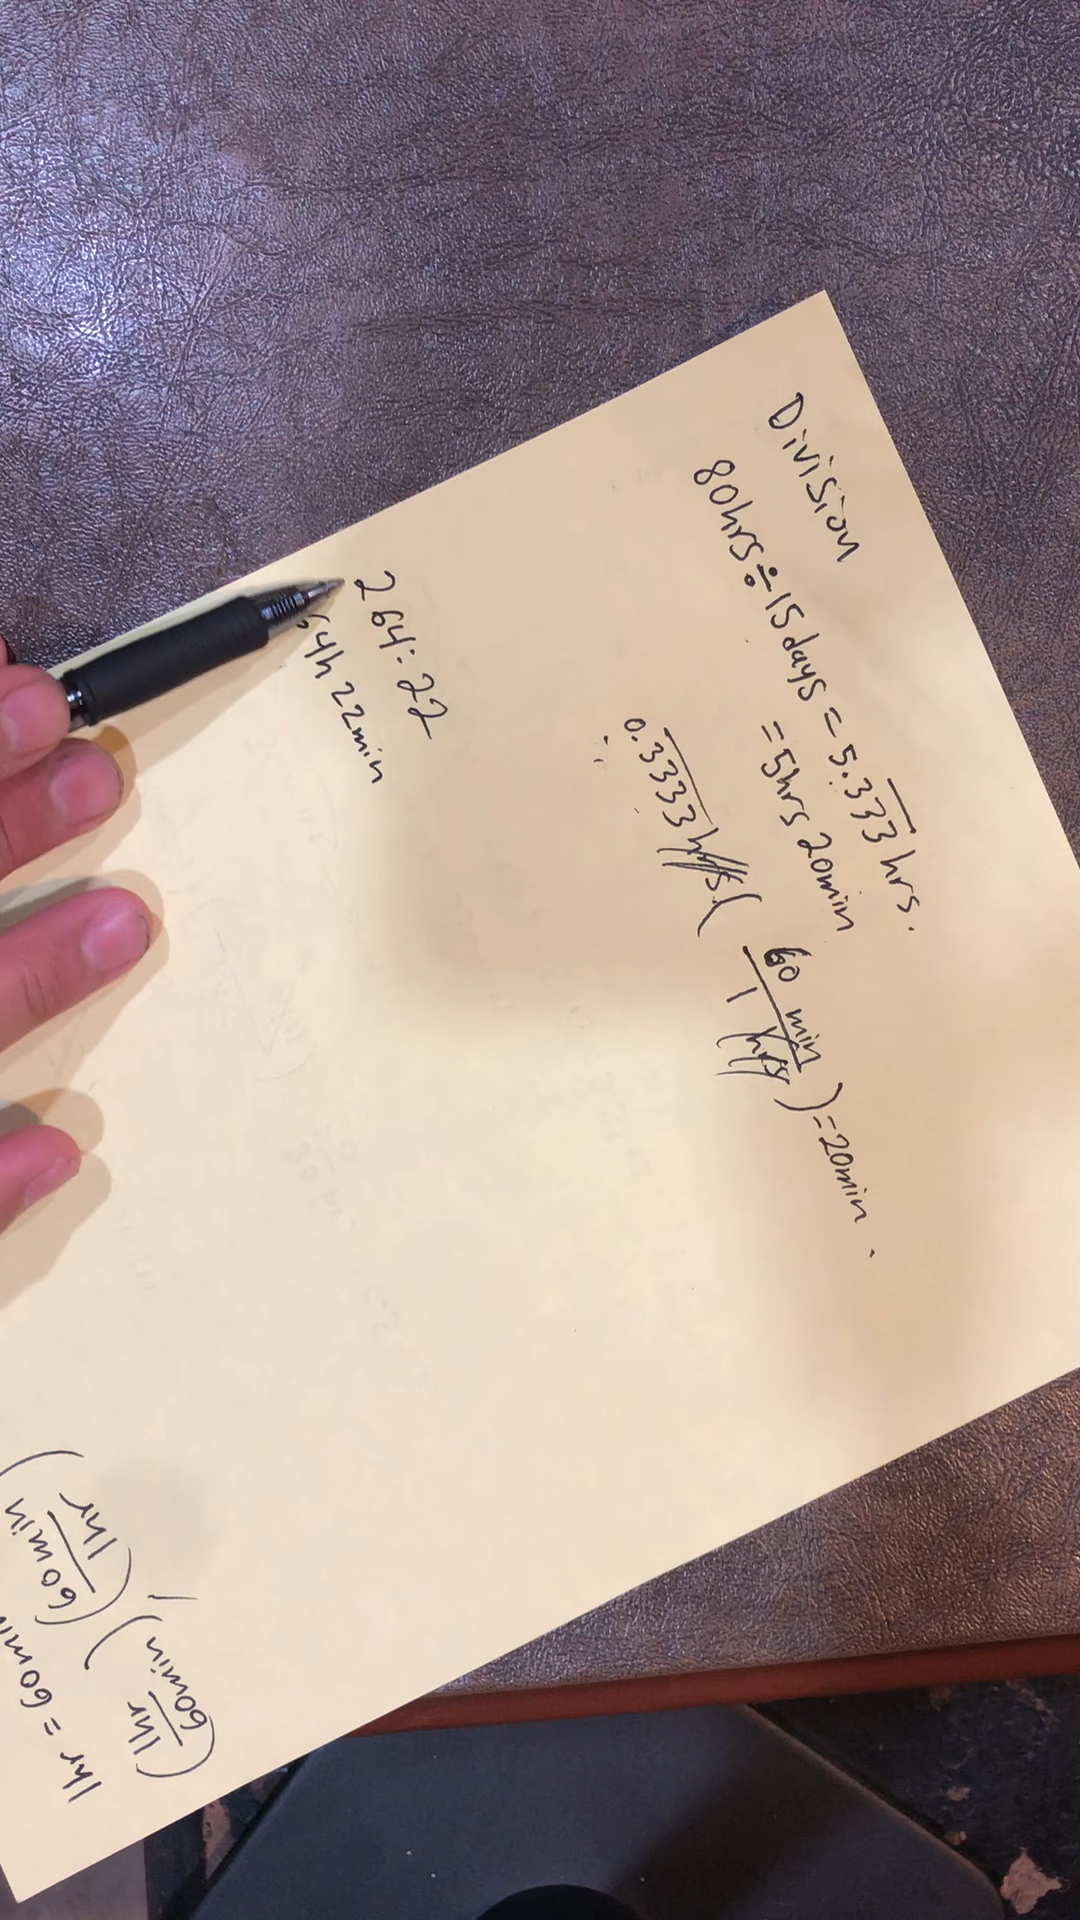 Division
80hrs ÷ 15 days = 5.333 hrs.
= 5hrs 20min
0.3333 hrs ( 60 min / 1 hrs ) = 20min.
264:22
64h 22min
1hr = 60min
( 60min / 1hr )
( 1hr / 60min )